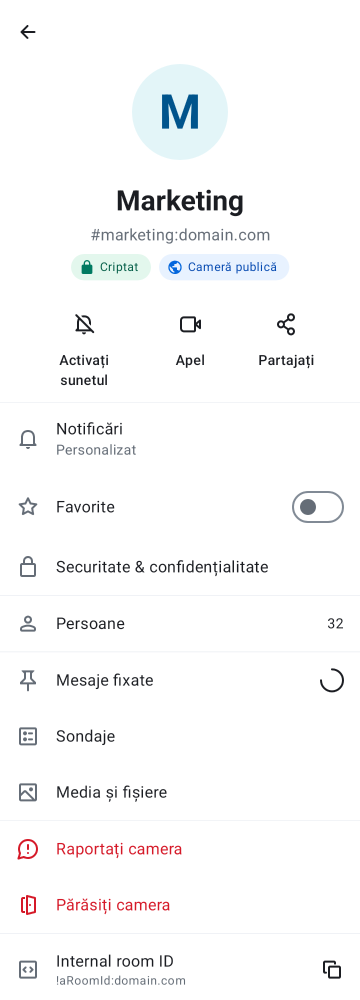 M
Marketing
#marketing:domain.com
Criptat
Cameră publică
Activați
sunetul
Apel
Partajați
Notificări
Personalizat
Favorite
Securitate & confidențialitate
Persoane
32
Mesaje fixate
Sondaje
Media și fișiere
Raportați camera
Părăsiți camera
Internal room ID
!aRoomId:domain.com